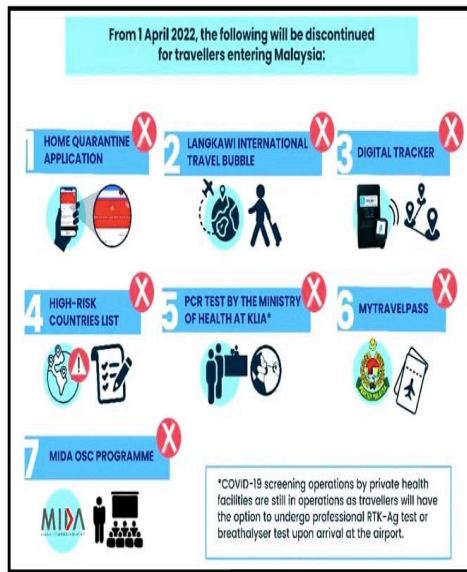 From 1 April 2022, the following will be discontinued
for travellers entering Malaysia:
1 HOME QUARANTINE
APPLICATION
X
2 LANGKAWI INTERNATIONAL
TRAVEL BUBBLE
X
3 DIGITAL TRACKER
X
4 HIGH-RISK
COUNTRIES LIST
X
5 PCR TEST BY THE MINISTRY
OF HEALTH AT KLIA*
X
6 MYTRAVELPASS
X
7 MIDA OSC PROGRAMME
X
MIDA
*COVID-19 screening operations by private health
facilities are still in operations as travellers will have
the option to undergo professional RTK-Ag test or
breathalyser test upon arrival at the airport.